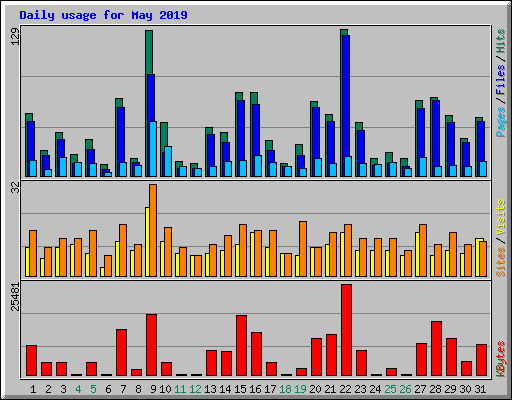 Daily usage for May 2019
129
Pages / Files / Hits
32
Sites / Visits
25481
KBytes
1 2 3 4 5 6 7 8 9 10 11 12 13 14 15 16 17 18 19 20 21 22 23 24 25 26 27 28 29 30 31